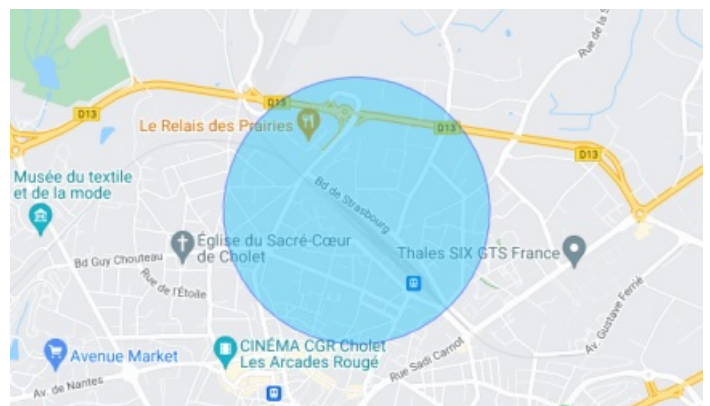 Rue de la S
D13
D13
D13
D13
Le Relais des Prairies
Musée du textile
et de la mode
Bd de Strasbourg
Église du Sacré-Cœur
de Cholet
Thales SIX GTS France
Bd Guy Chouteau
Rue de l'Étoile
Av. Gustave Ferrié
CINÉMA CGR Cholet
Les Arcades Rougé
Avenue Market
Rue Sadi Carnot
Av. de Nantes